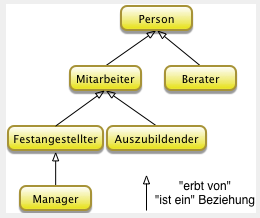 Person
Mitarbeiter
Berater
Festangestellter
Auszubildender
Manager
"erbt von"
"ist ein" Beziehung